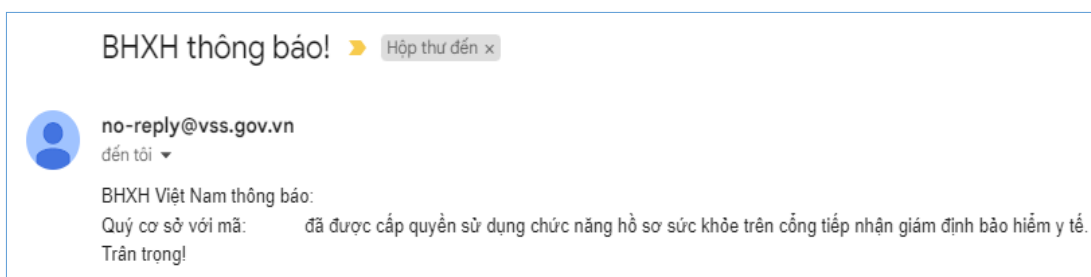 BHXH thông báo! Hộp thư đến ×
no-reply@vss.gov.vn
đến tôi
BHXH Việt Nam thông báo:
Quý cơ sở với mã: đã được cấp quyền sử dụng chức năng hồ sơ sức khỏe trên cổng tiếp nhận giám định bảo hiểm y tế.
Trân trọng!